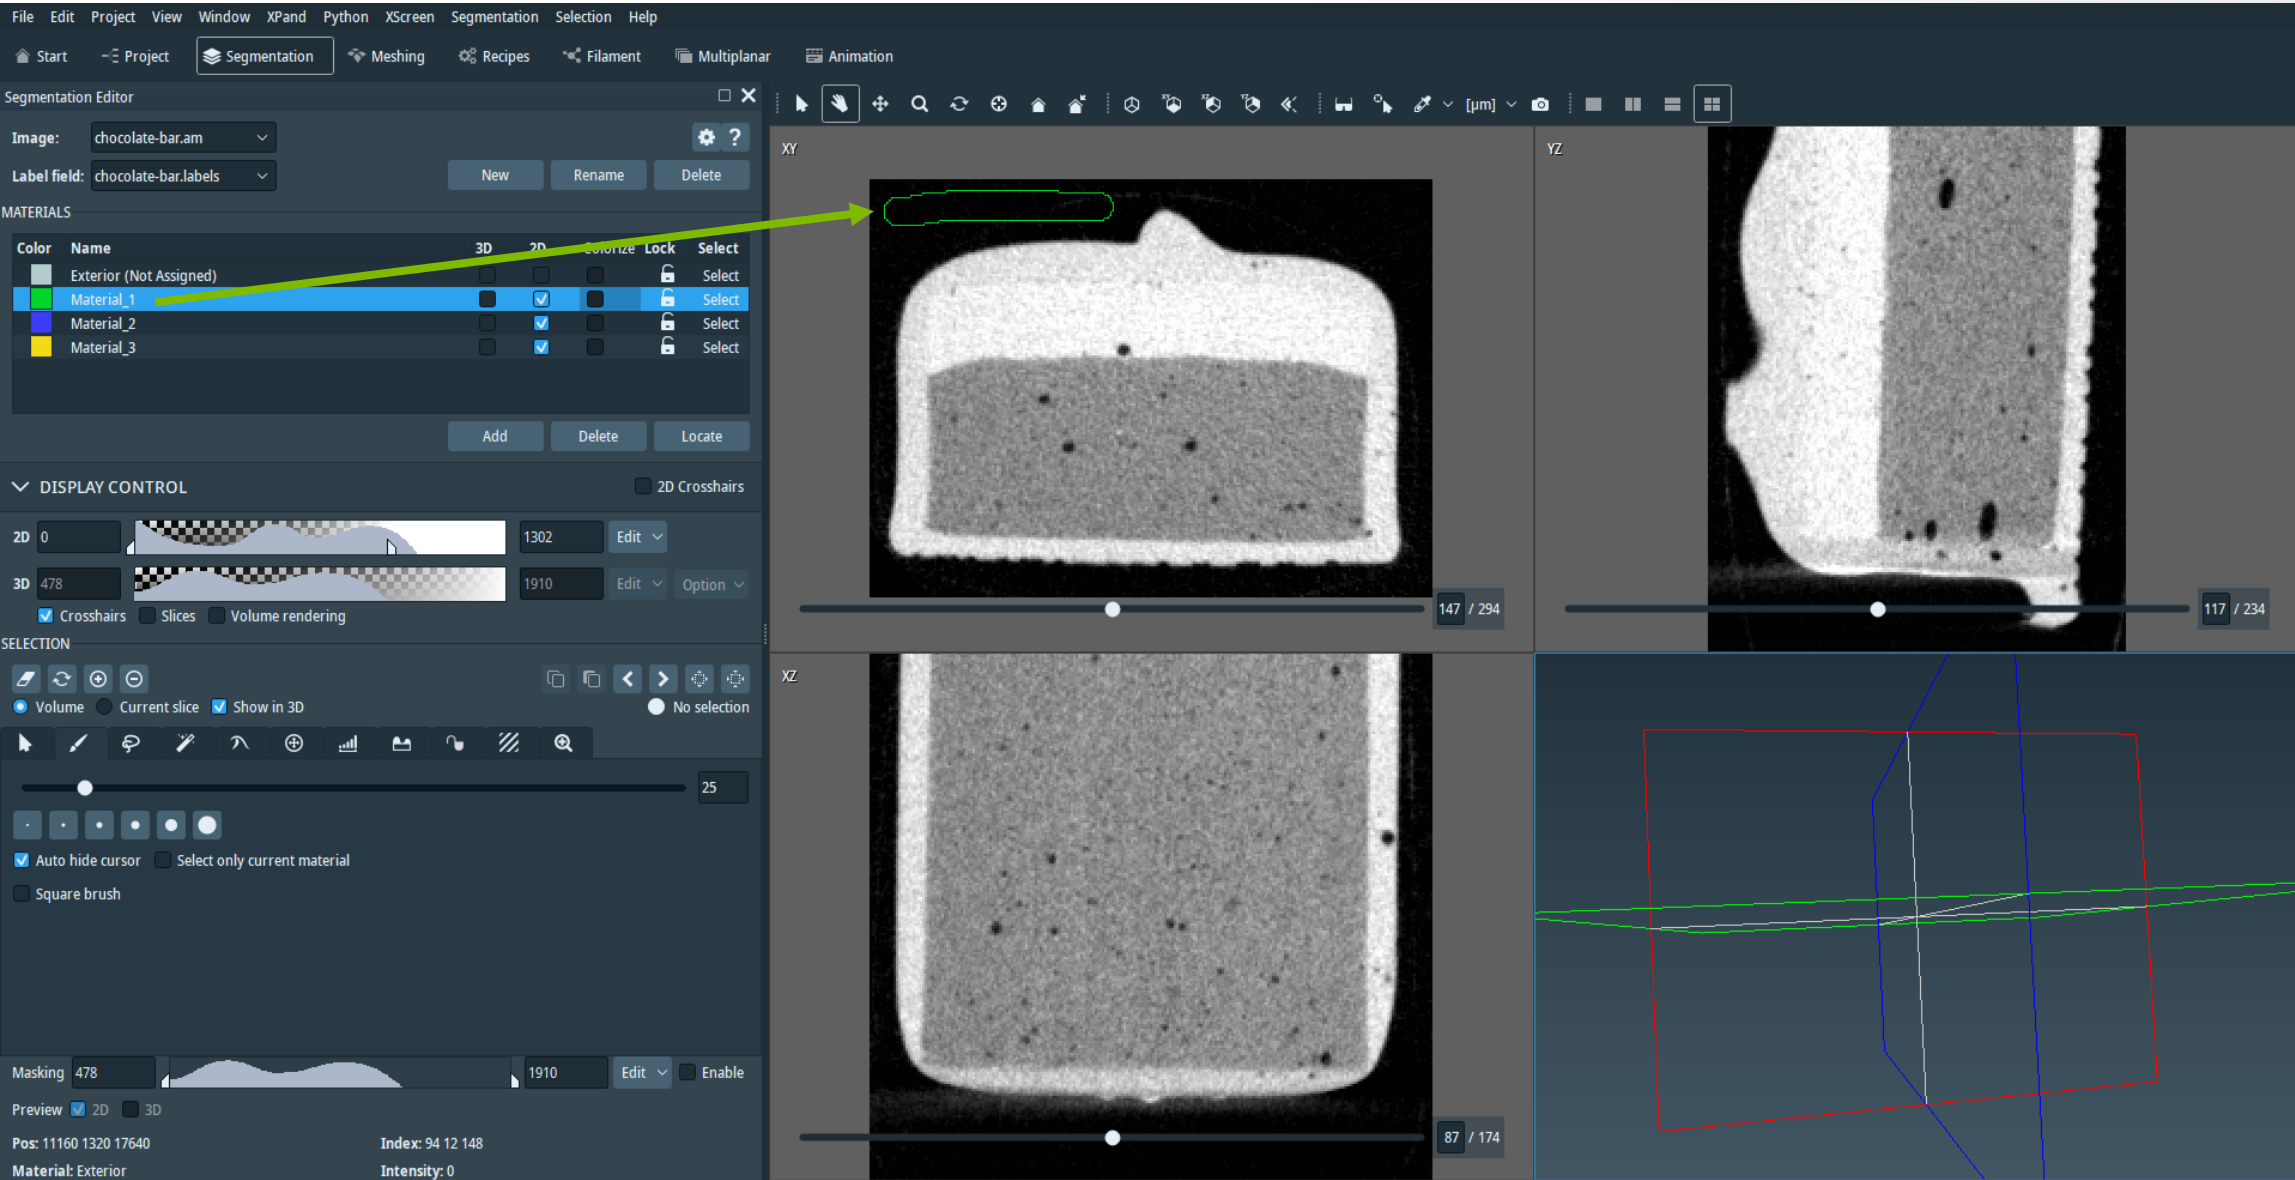 File Edit Project View Window XPand Python XScreen Segmentation Selection Help
Start Project Segmentation Meshing Recipes Filament Multiplanar Animation
Segmentation Editor
Image: chocolate-bar.am
Label field: chocolate-bar.labels New Rename Delete
MATERIALS
Color Name 3D 2D Colorize Lock Select
Exterior (Not Assigned) Select
Material_1 Select
Material_2 Select
Material_3 Select
Add Delete Locate
DISPLAY CONTROL 2D Crosshairs
2D 0 1302 Edit
3D 478 1910 Edit Option
Crosshairs Slices Volume rendering
SELECTION
Volume Current slice Show in 3D No selection
25
Auto hide cursor Select only current material
Square brush
Masking 478 1910 Edit Enable
Preview 2D 3D
Pos: 11160 1320 17640 Index: 94 12 148
Material: Exterior Intensity: 0
[µm]
XY
XY XZ YZ
147 / 294
YZ
117 / 234
XZ
87 / 174